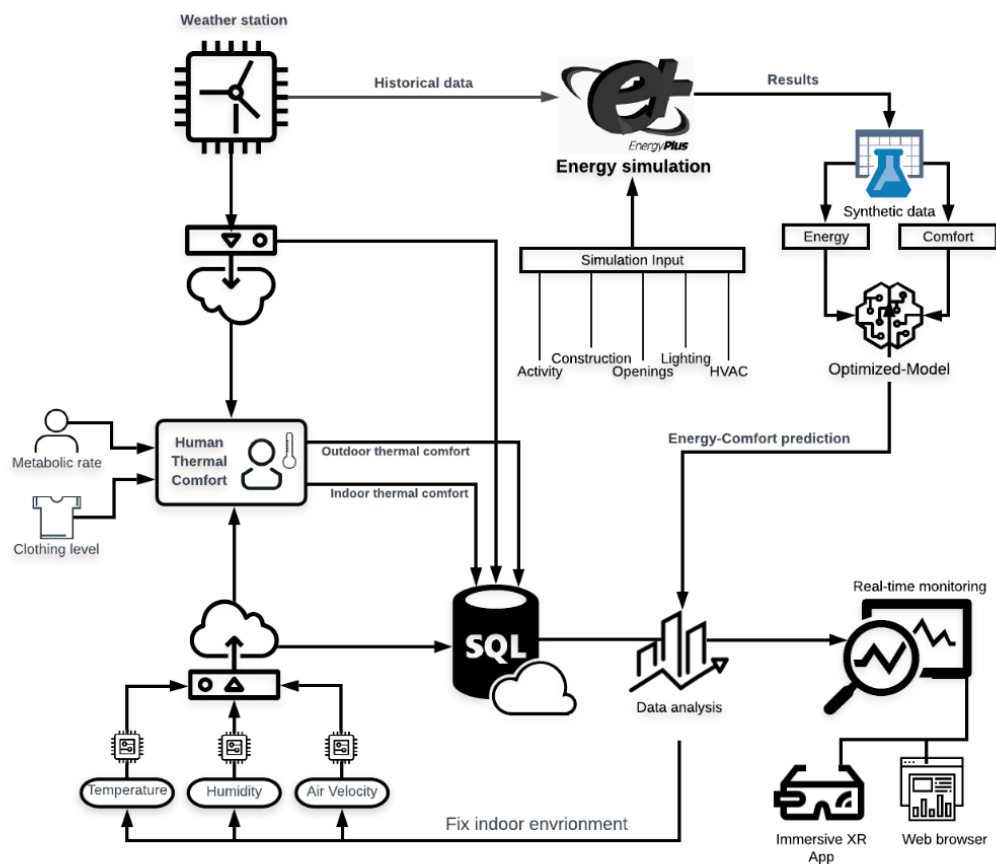 Weather station
Historical data
Results
e+
EnergyPlus
Energy simulation
Synthetic data
Energy
Comfort
Simulation Input
Construction
Lighting
Activity
Openings
HVAC
Optimized-Model
Human
Thermal
Comfort
Metabolic rate
Clothing level
Outdoor thermal comfort
Indoor thermal comfort
Energy-Comfort prediction
Real-time monitoring
SQL
Data analysis
Temperature
Humidity
Air Velocity
Fix indoor envrionment
Immersive XR
App
Web browser